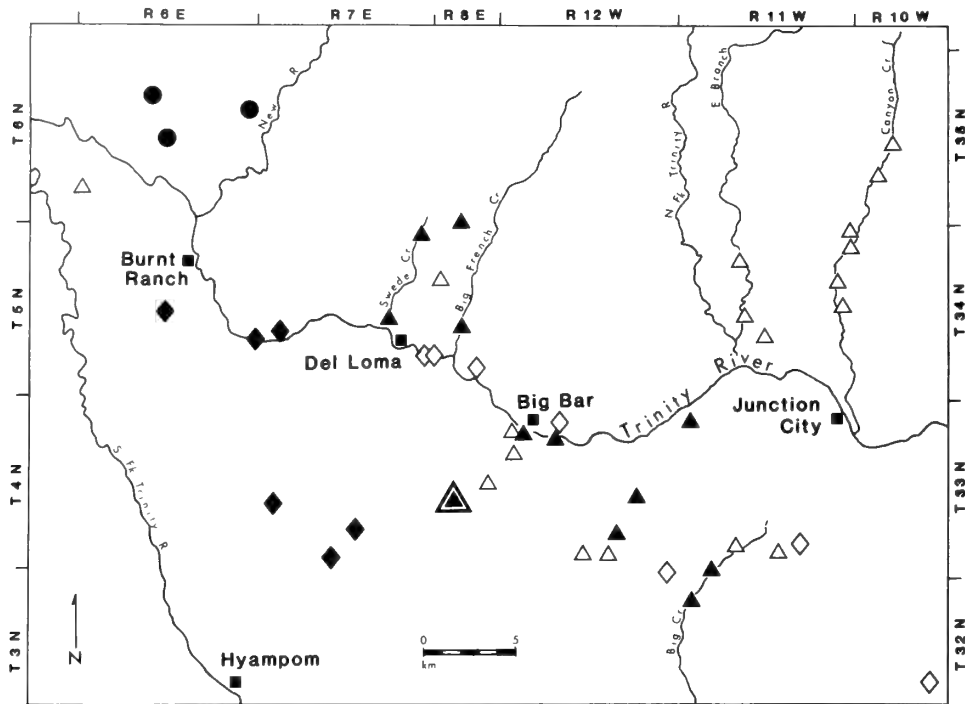 R 6 E R 7 E R 8 E R 12 W R 11 W R 10 W
T 6 N
T 5 N
T 4 N
T 3 N
T 35 N
T 34 N
T 33 N
T 32 N
New R
Swede Cr
Big French Cr
N Fk Trinity R
E Branch
Canyon Cr
Burnt
Ranch
Del Loma
Big Bar
Trinity River
Junction
City
S Fk Trinity R
Big Cr
Hyampom
N
0 5
km